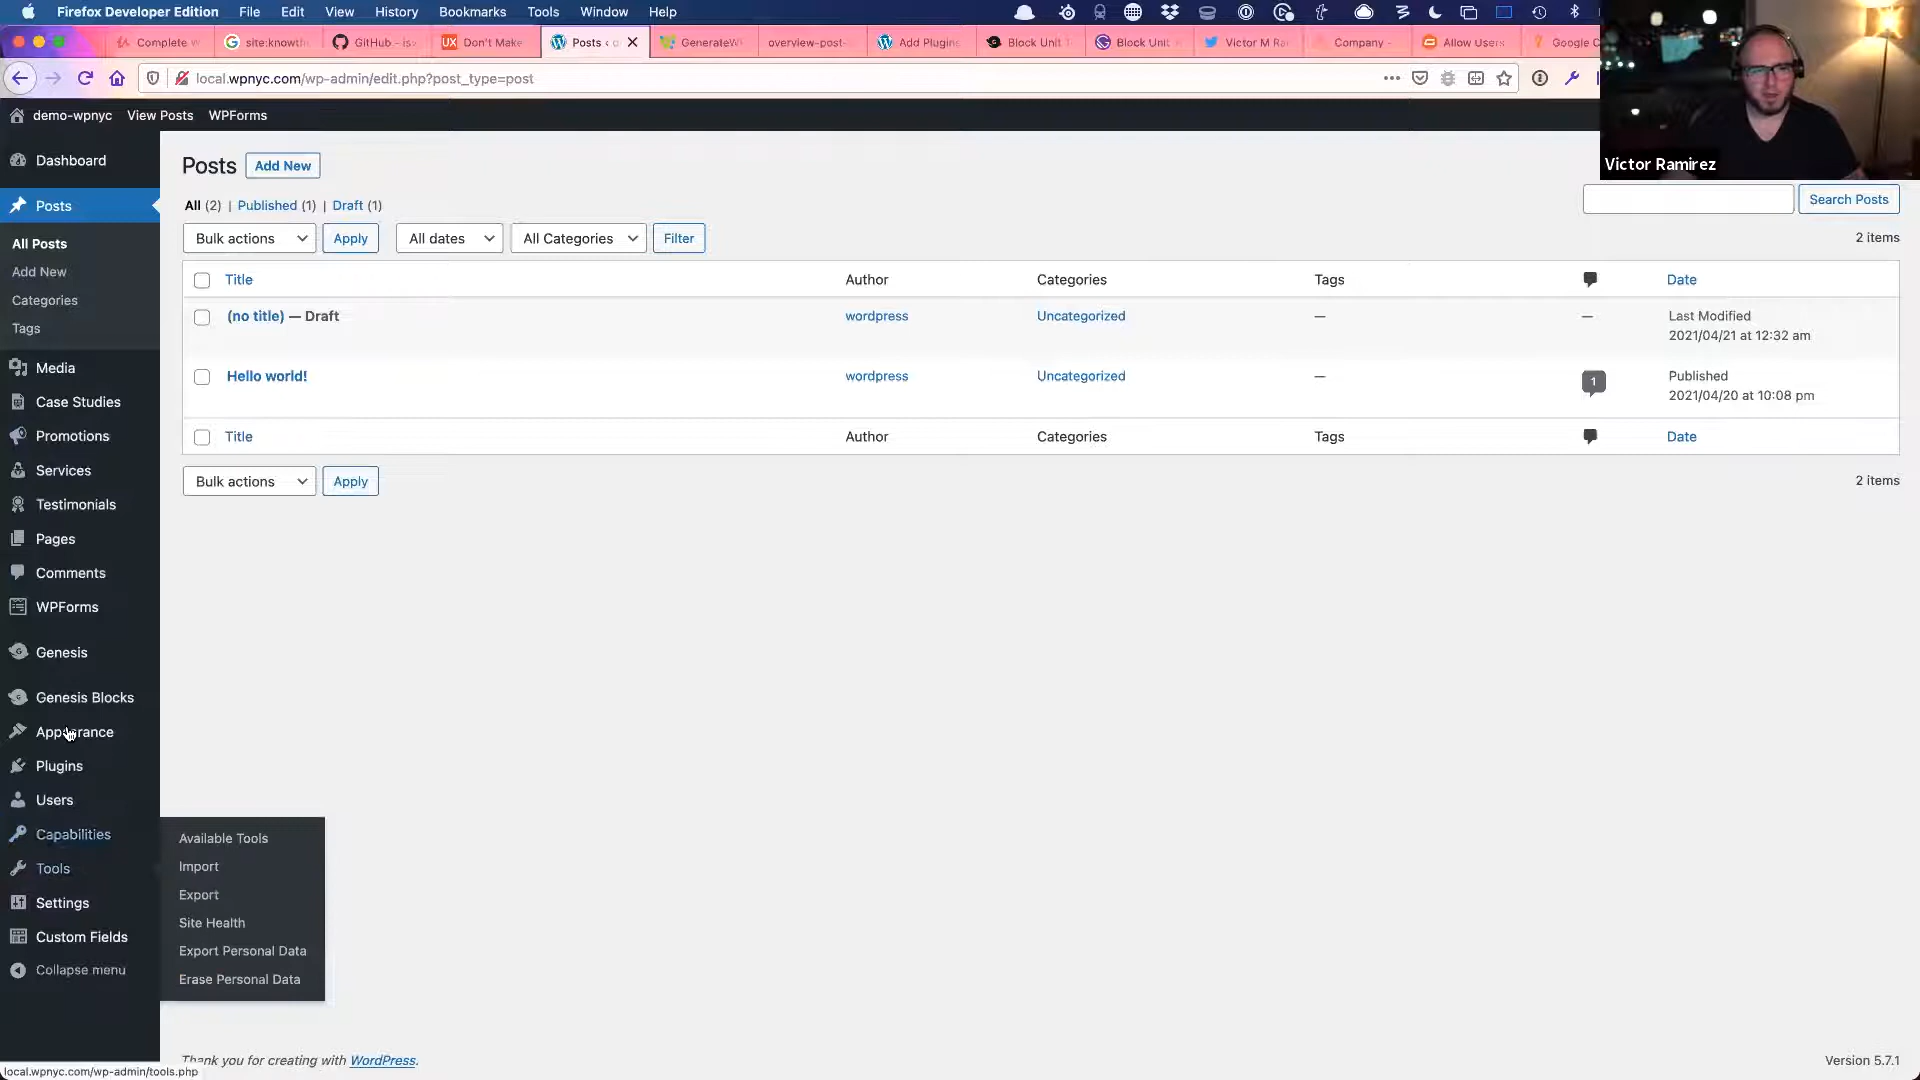 Firefox Developer Edition File Edit View History Bookmarks Tools Window Help
Complete site:knowth GitHub - is Don't Make Posts ‹ GenerateW overview-post- Add Plugins Block Unit Block Unit Victor M Ra Company - Allow Users Google C
local.wpnyc.com/wp-admin/edit.php?post_type=post
demo-wpnyc View Posts WPForms
Victor Ramirez
Dashboard
Posts
All Posts
Add New
Categories
Tags
Media
Case Studies
Promotions
Services
Testimonials
Pages
Comments
WPForms
Genesis
Genesis Blocks
Appearance
Plugins
Users
Capabilities
Tools
Settings
Custom Fields
Collapse menu
Available Tools
Import
Export
Site Health
Export Personal Data
Erase Personal Data
Posts Add New
All (2) | Published (1) | Draft (1)
Search Posts
Bulk actions Apply All dates All Categories Filter
2 items
Title Author Categories Tags Date
(no title) — Draft wordpress Uncategorized — — Last Modified
2021/04/21 at 12:32 am
Hello world! wordpress Uncategorized — 1 Published
2021/04/20 at 10:08 pm
Title Author Categories Tags Date
Bulk actions Apply
2 items
Thank you for creating with WordPress.
Version 5.7.1
local.wpnyc.com/wp-admin/tools.php